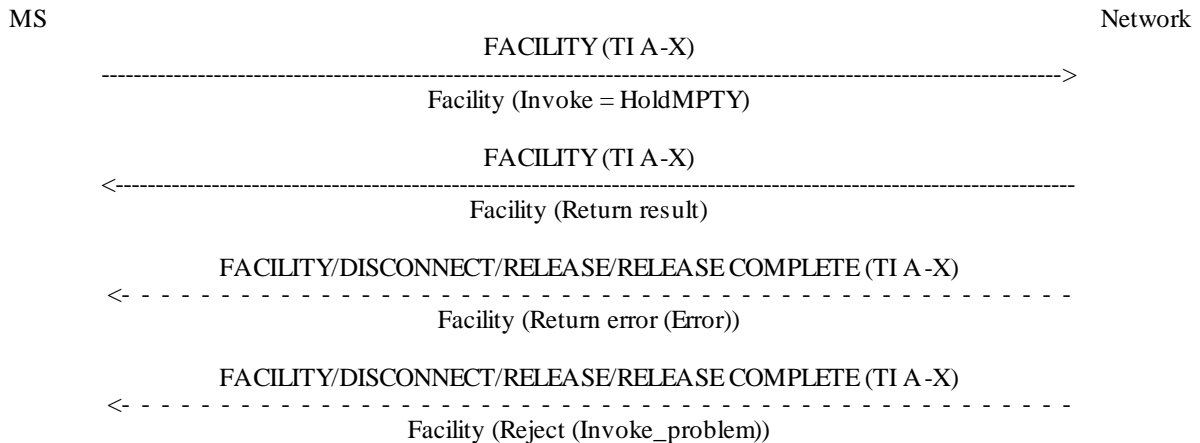 MS Network
FACILITY (TI A-X)
Facility (Invoke = HoldMPTY)
FACILITY (TI A-X)
Facility (Return result)
FACILITY/DISCONNECT/RELEASE/RELEASE COMPLETE (TI A-X)
Facility (Return error (Error))
FACILITY/DISCONNECT/RELEASE/RELEASE COMPLETE (TI A-X)
Facility (Reject (Invoke_problem))